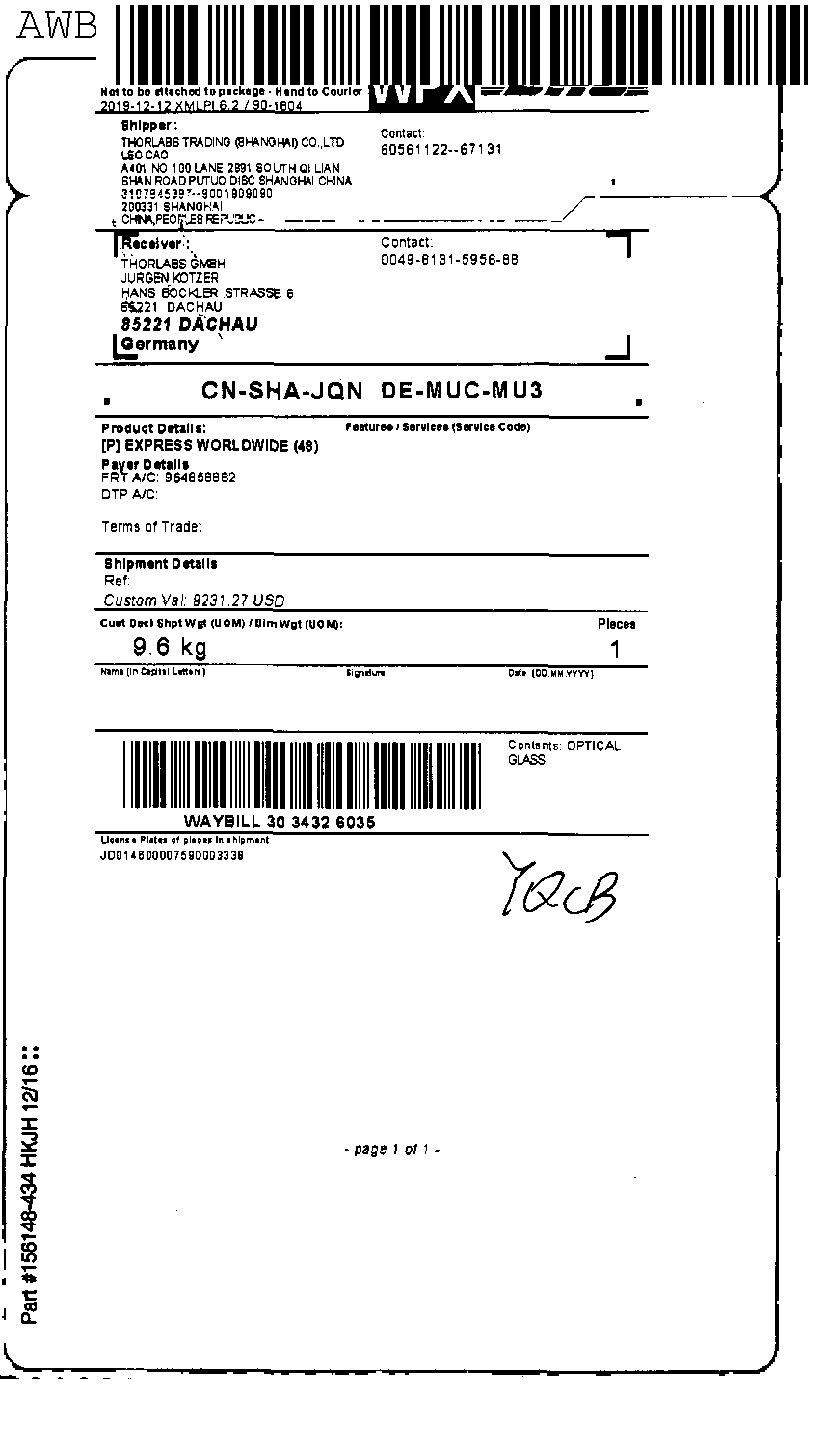 AWB
WPX
Not to be attached to package - Hand to Courier
2019-12-12 XMLPI 6.2 / 90-1604
Shipper:
Contact:
THORLABS TRADING (SHANGHAI) CO.,LTD
60561122--67131
LEO CAO
A401 NO 100 LANE 2891 SOUTH QI LIAN
SHAN ROAD PUTUO DISC SHANGHAI CHINA
200331 SHANGHAI
CHINA, PEOPLES REPUBLIC
Receiver:
Contact:
THORLABS GMBH
0049-8131-5956-88
JURGEN KOTZER
HANS BOCKLER STRASSE 6
85221 DACHAU
85221 DACHAU
Germany
CN-SHA-JQN DE-MUC-MU3
Product Details:
Features / Services (Service Code)
[P] EXPRESS WORLDWIDE (48)
Payer Details
FRT A/C: 964858882
DTP A/C:
Terms of Trade:
Shipment Details
Ref:
Custom Val: 9231.27 USD
Cust Decl Shpt Wgt (UOM) / Dim Wgt (UOM):
Pieces
9.6 kg
1
Name (in Capital Letters)
Signature
Date (DD.MM.YYYY)
Contents: OPTICAL
GLASS
WAYBILL 30 3432 6035
License Plates of pieces in shipment
JD014600007590003339
YQCB
Part #156148-434 HKJH 12/16 ::
- page 1 of 1 -